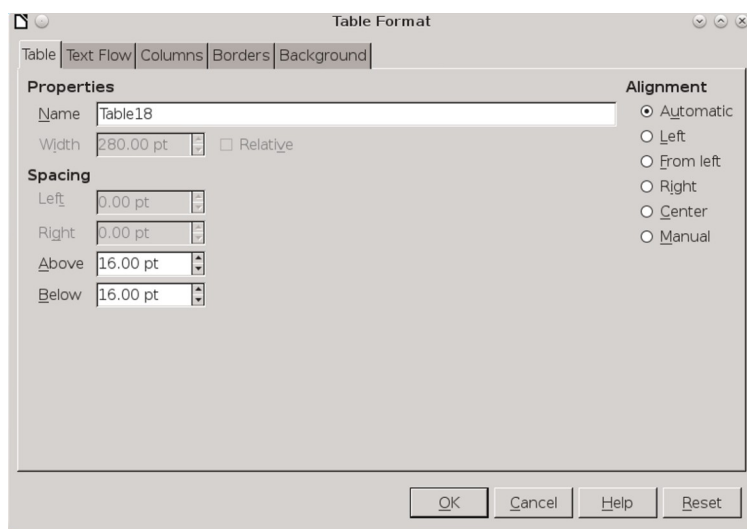 Table Format
Table Text Flow Columns Borders Background
Properties
Name Table18
Width 280.00 pt Relative
Spacing
Left 0.00 pt
Right 0.00 pt
Above 16.00 pt
Below 16.00 pt
Alignment
Automatic
Left
From left
Right
Center
Manual
OK Cancel Help Reset